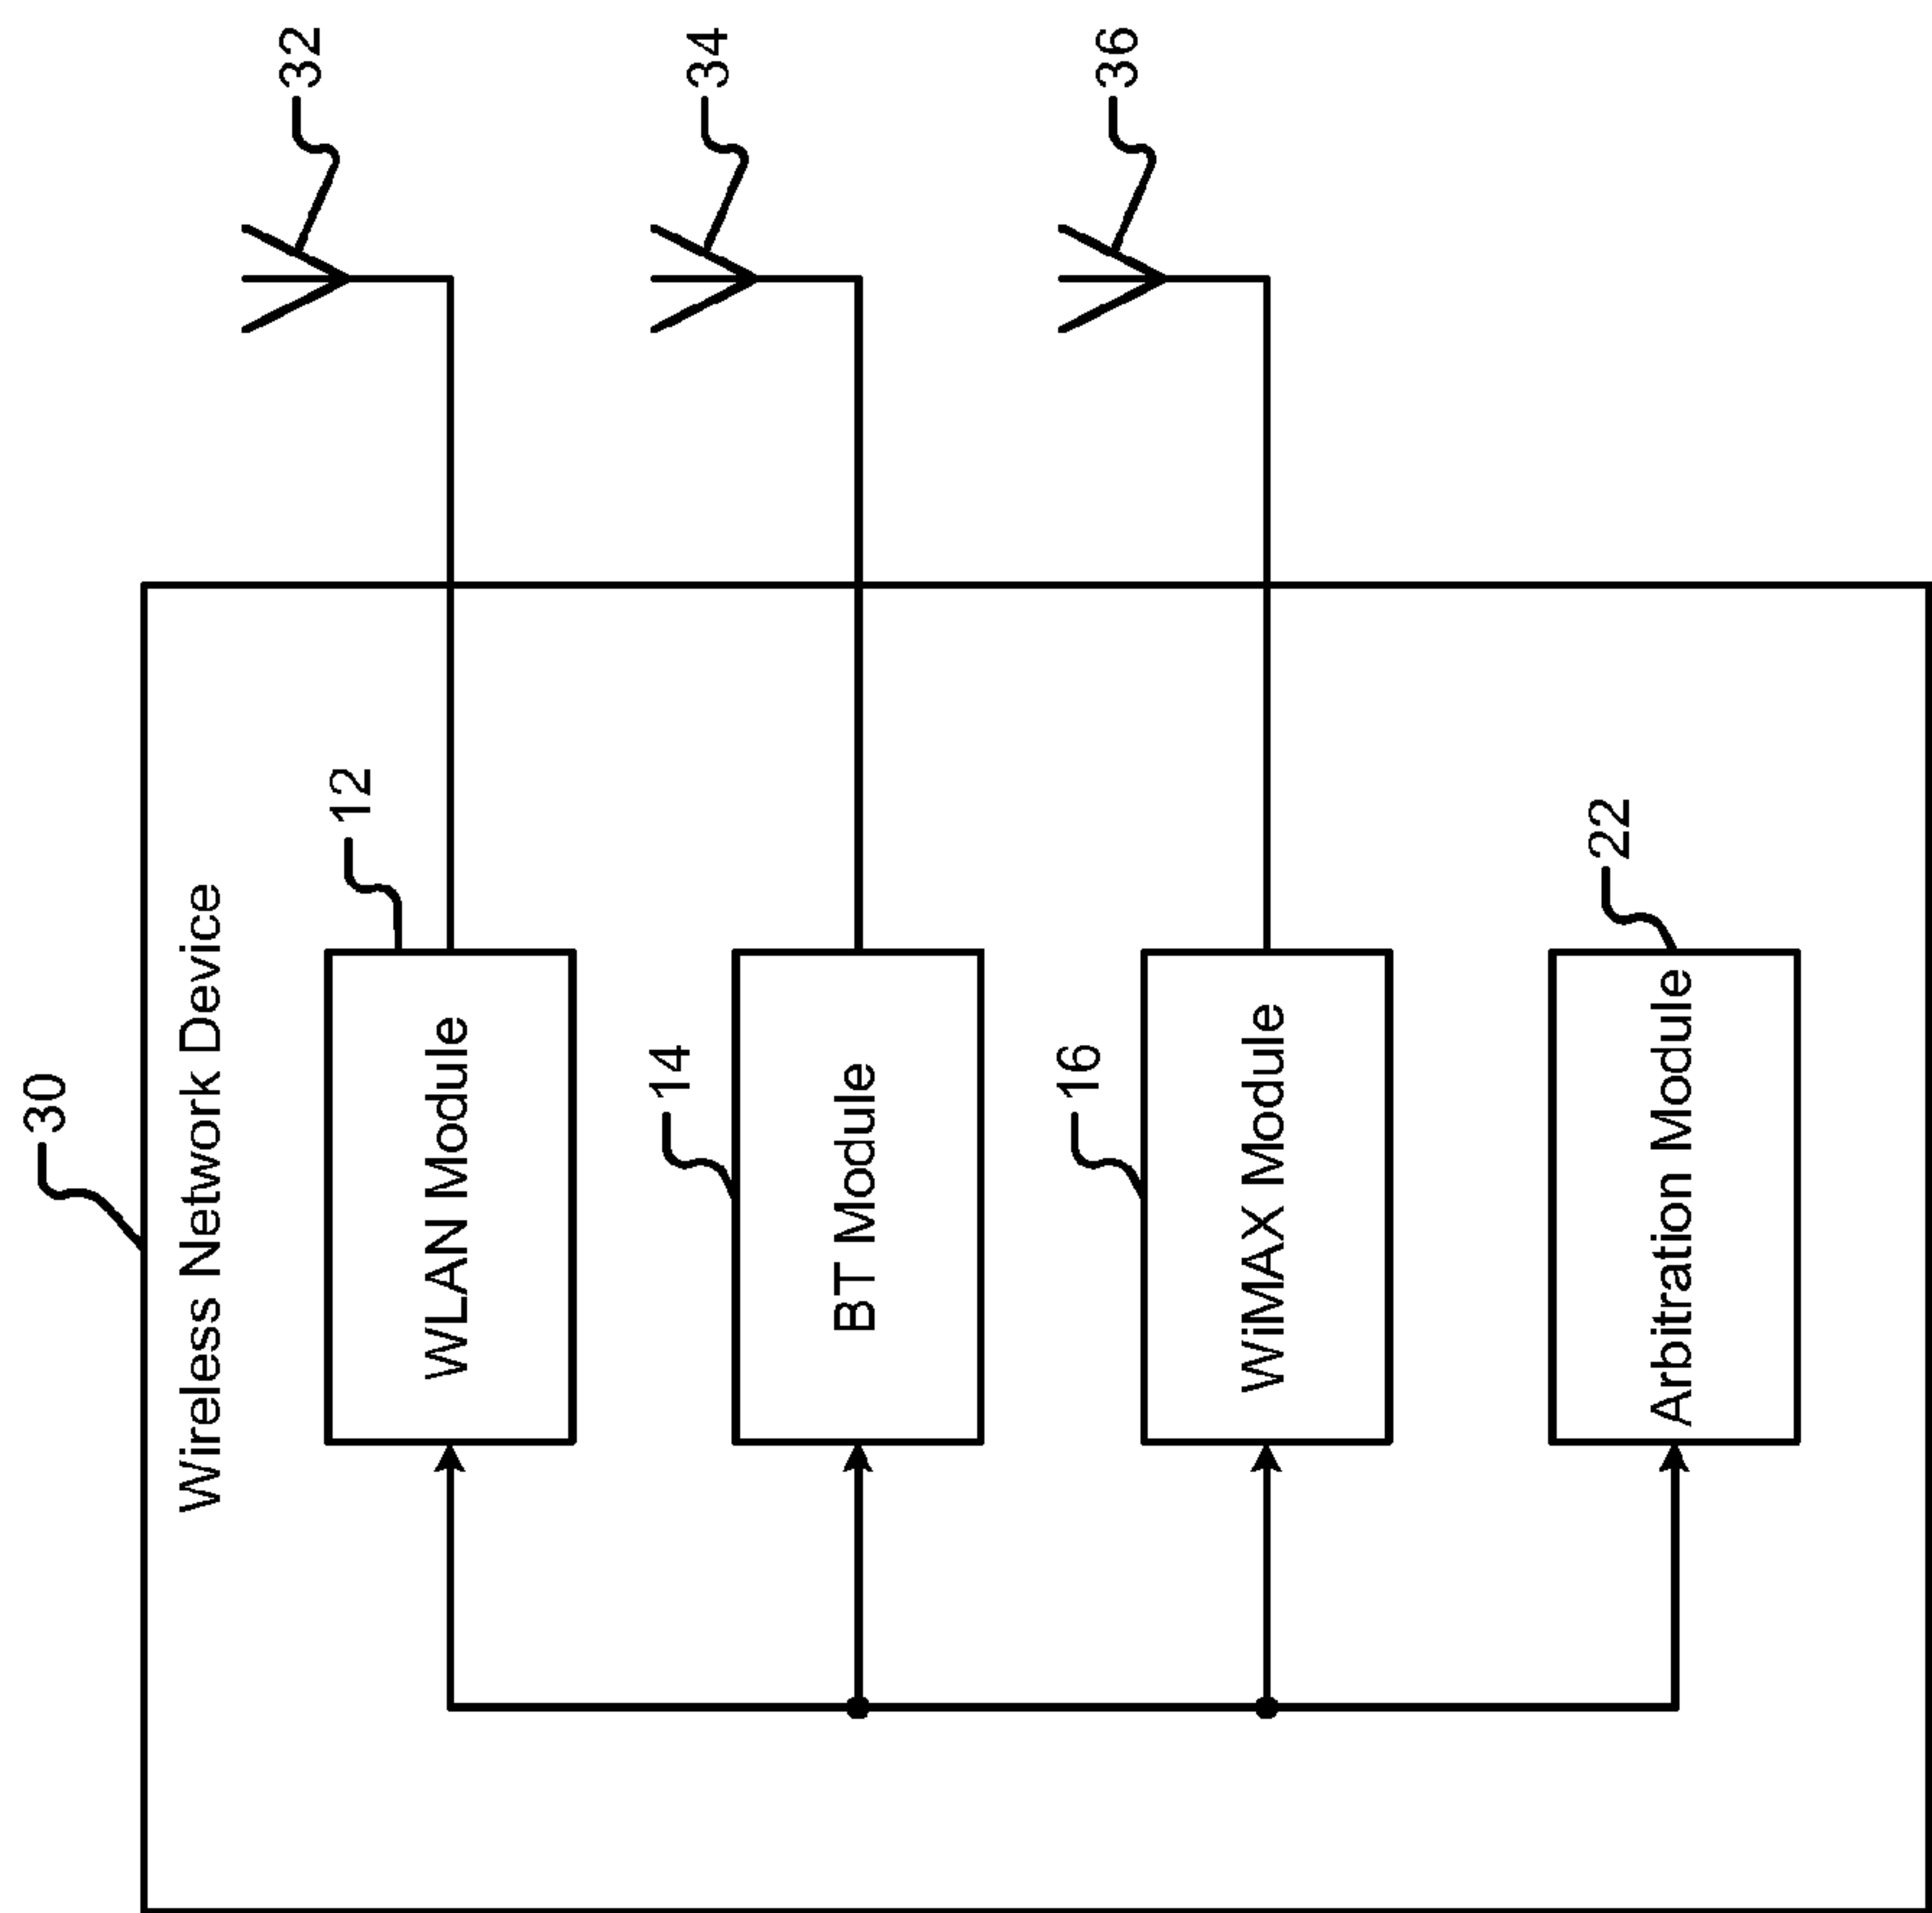 30
Wireless Network Device
32
12
WLAN Module
34
14
BT Module
36
16
WiMAX Module
22
Arbitration Module